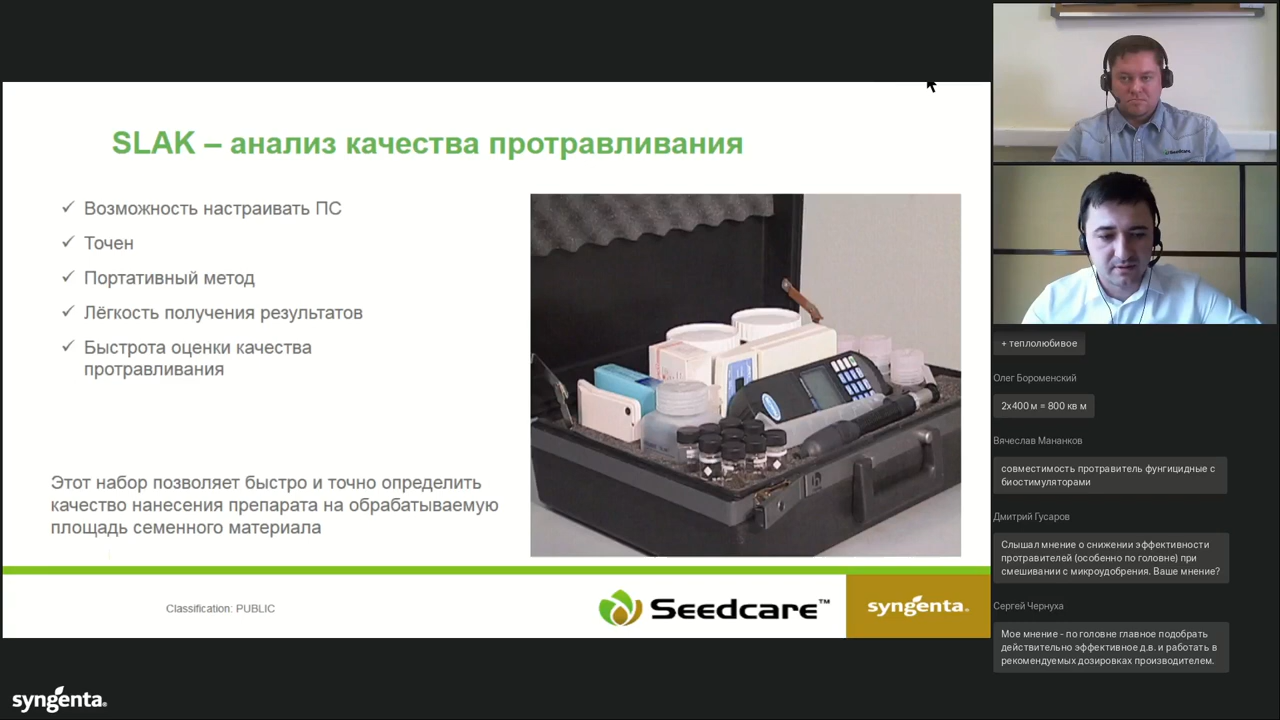 SLAK – анализ качества протравливания
Возможность настраивать ПС
Точен
Портативный метод
Лёгкость получения результатов
Быстрота оценки качества
протравливания
Этот набор позволяет быстро и точно определить
качество нанесения препарата на обрабатываемую
площадь семенного материала
Classification: PUBLIC
Seedcare™
syngenta.
syngenta.
Seedcare
+ теплолюбивое
Олег Бороменский
2х400 м = 800 кв м
Вячеслав Мананков
совместимость протравитель фунгицидные с
биостимуляторами
Дмитрий Гусаров
Слышал мнение о снижении эффективности
протравителей (особенно по головне) при
смешивании с микроудобрения. Ваше мнение?
Сергей Чернуха
Мое мнение - по головне главное подобрать
действительно эффективное д.в. и работать в
рекомендуемых дозировках производителем.